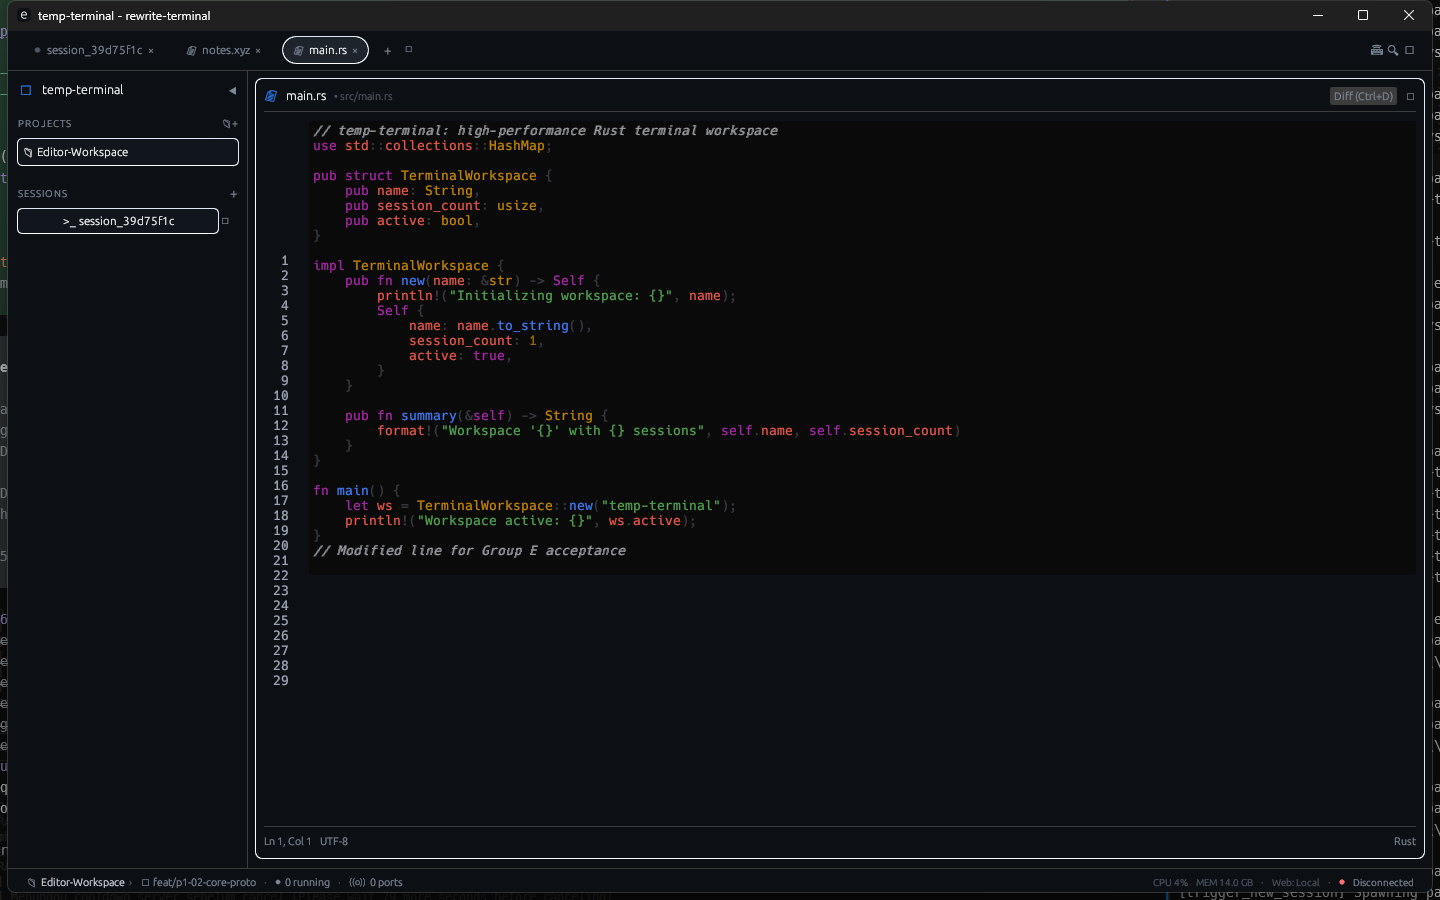 temp-terminal - rewrite-terminal
session_39d75f1c ×
notes.xyz ×
main.rs ×
+
temp-terminal
PROJECTS
Editor-Workspace
SESSIONS +
>_ session_39d75f1c
main.rs • src/main.rs
Diff (Ctrl+D)
// temp-terminal: high-performance Rust terminal workspace
use std::collections::HashMap;
pub struct TerminalWorkspace {
pub name: String,
pub session_count: usize,
pub active: bool,
}
1 impl TerminalWorkspace {
2 pub fn new(name: &str) -> Self {
3 println!("Initializing workspace: {}", name);
4 Self {
5 name: name.to_string(),
6 session_count: 1,
7 active: true,
8 }
9 }
10
11 pub fn summary(&self) -> String {
12 format!("Workspace '{}' with {} sessions", self.name, self.session_count)
13 }
14 }
15
16 fn main() {
17 let ws = TerminalWorkspace::new("temp-terminal");
18 println!("Workspace active: {}", ws.active);
19 }
20 // Modified line for Group E acceptance
21
22
23
24
25
26
27
28
29
Ln 1, Col 1 UTF-8
Rust
Editor-Workspace › feat/p1-02-core-proto · • 0 running · ((o)) 0 ports
CPU 4% MEM 14.0 GB · Web: Local · Disconnected